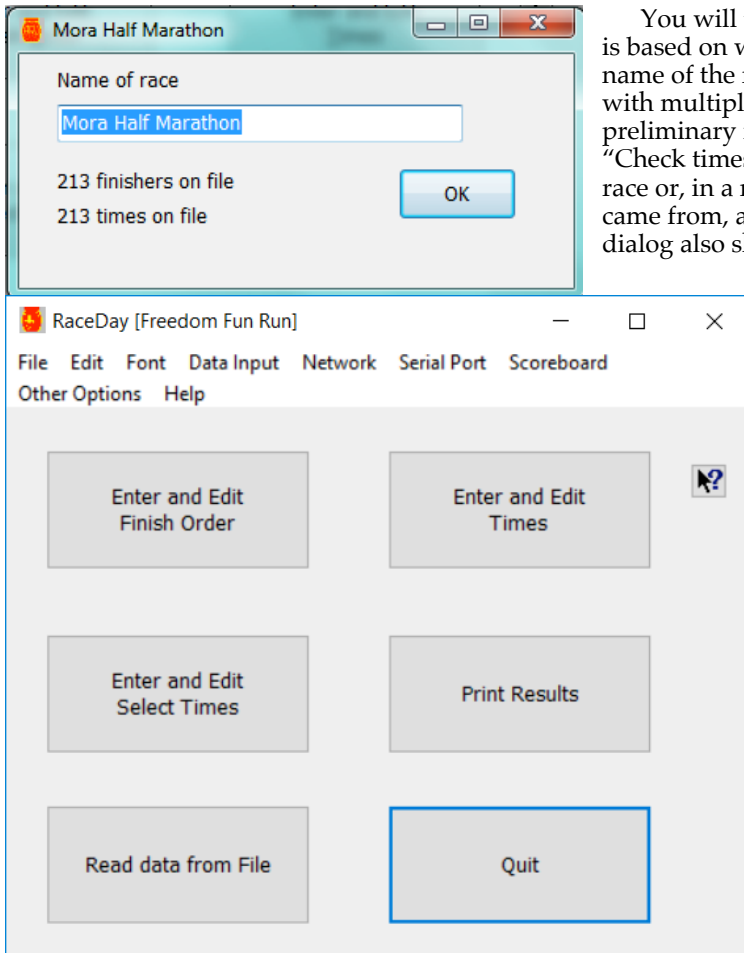 Mora Half Marathon
Name of race
Mora Half Marathon
213 finishers on file
213 times on file
OK
You will
is based on
name of the
with multipl
preliminary
“Check times
race or, in a
came from, a
dialog also
RaceDay [Freedom Fun Run]
File Edit Font Data Input Network Serial Port Scoreboard
Other Options Help
Enter and Edit
Finish Order
Enter and Edit
Times
Enter and Edit
Select Times
Print Results
Read data from File
Quit